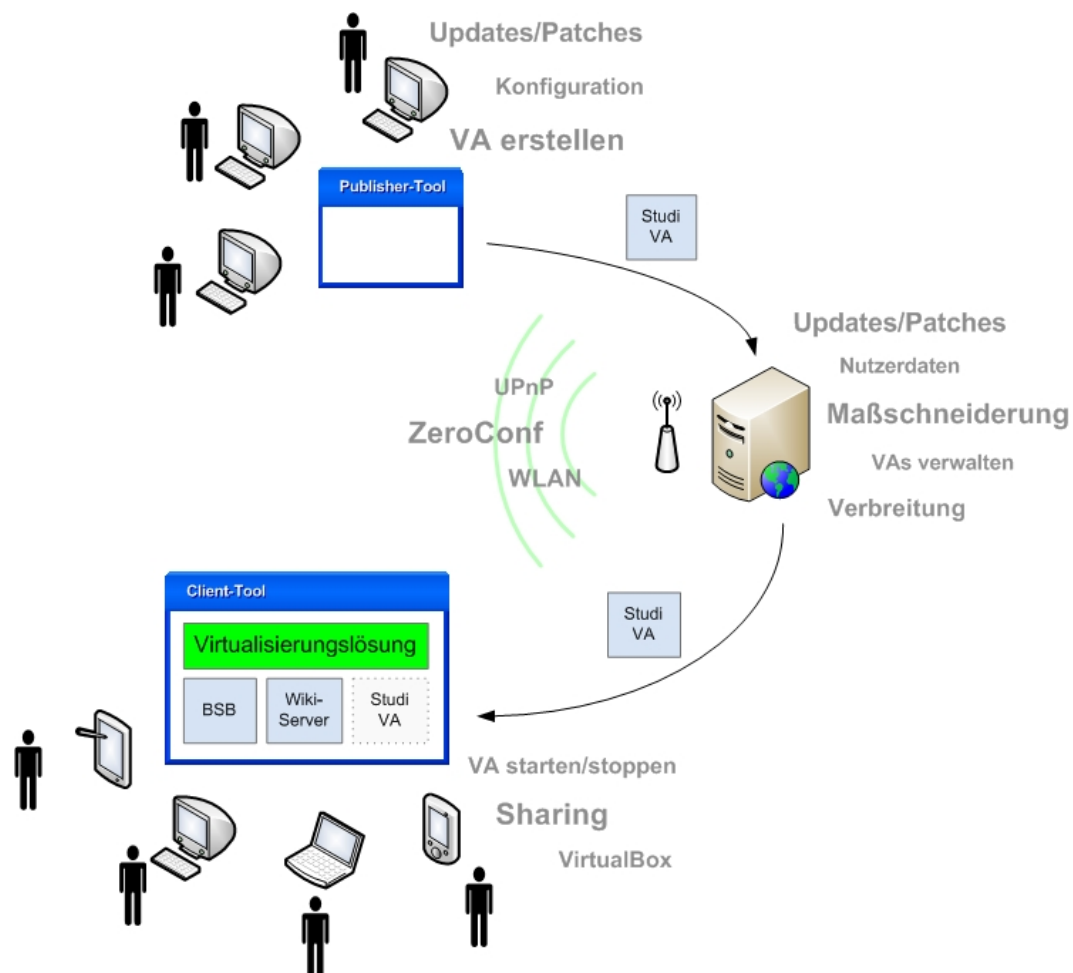 Updates/Patches
Konfiguration
VA erstellen
Publisher-Tool
Studi
VA
Updates/Patches
Nutzerdaten
Maßschneiderung
VAs verwalten
Verbreitung
UPnP
ZeroConf
WLAN
Studi
VA
Client-Tool
Virtualisierungslösung
BSB
Wiki-
Server
Studi
VA
VA starten/stoppen
Sharing
VirtualBox